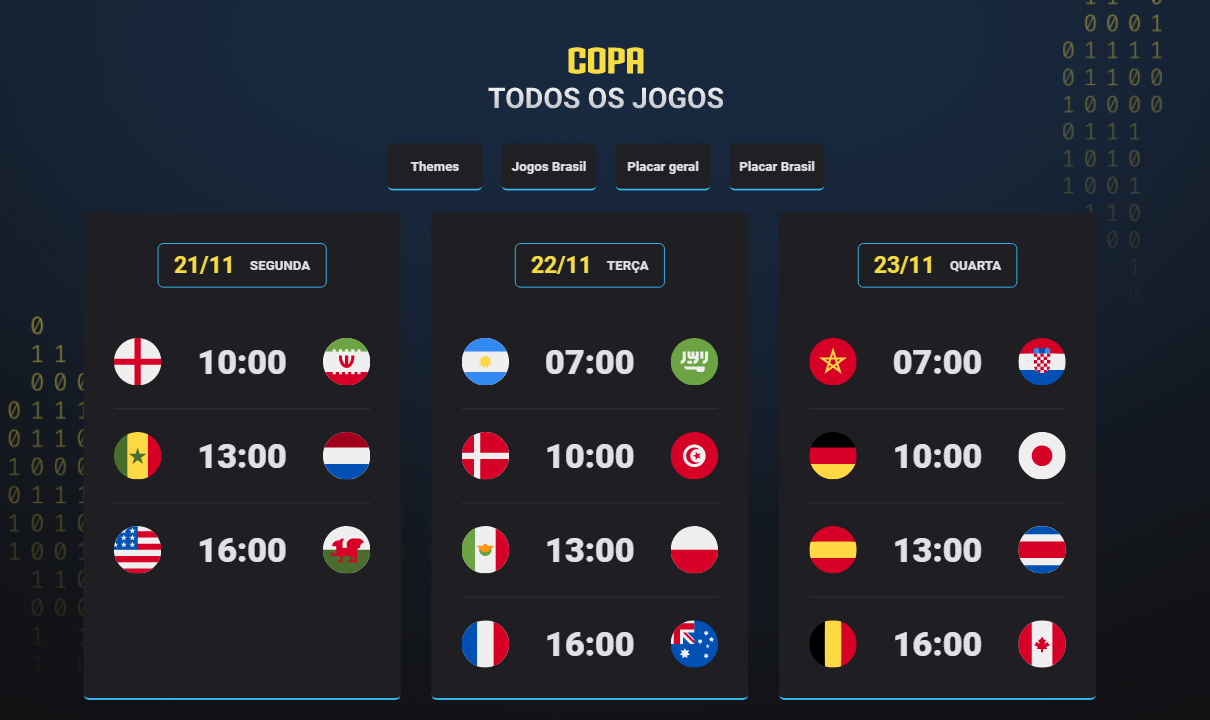 COPA
TODOS OS JOGOS
Themes
Jogos Brasil
Placar geral
Placar Brasil
21/11 SEGUNDA
10:00
13:00
16:00
22/11 TERÇA
07:00
10:00
13:00
16:00
23/11 QUARTA
07:00
10:00
13:00
16:00